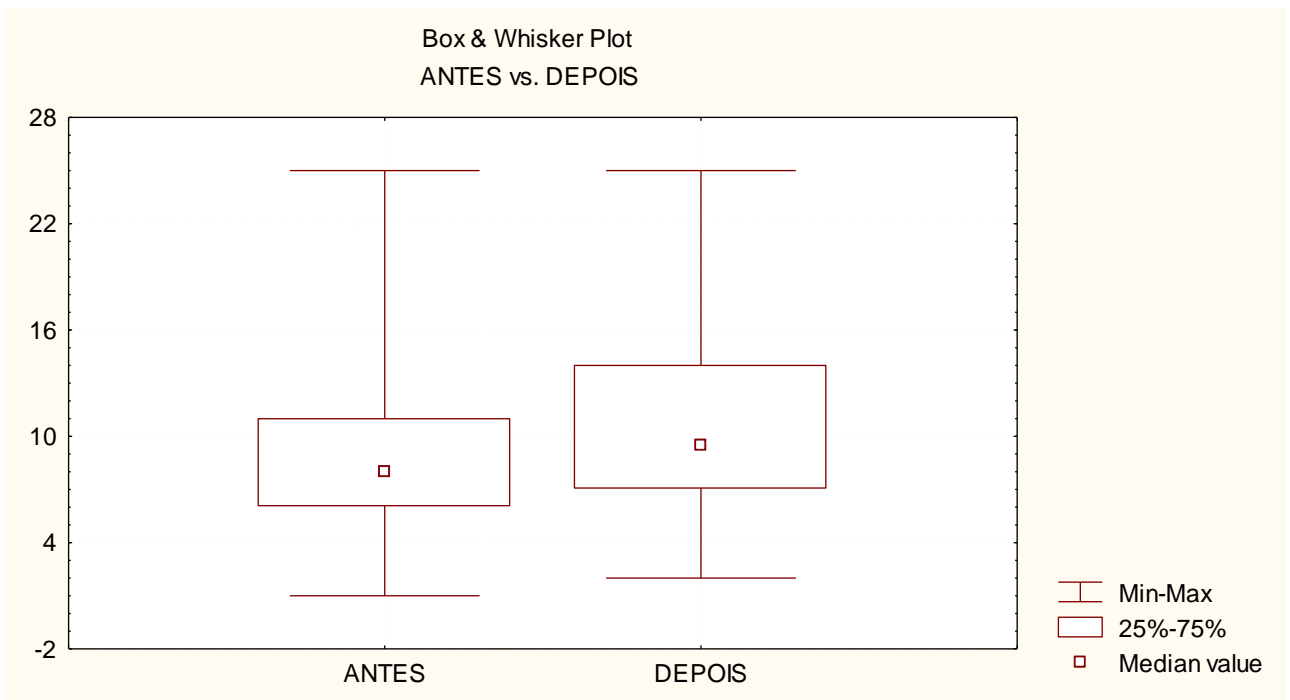 Box & Whisker Plot
ANTES vs. DEPOIS
28
22
16
10
4
-2
ANTES
DEPOIS
Min-Max
25%-75%
Median value